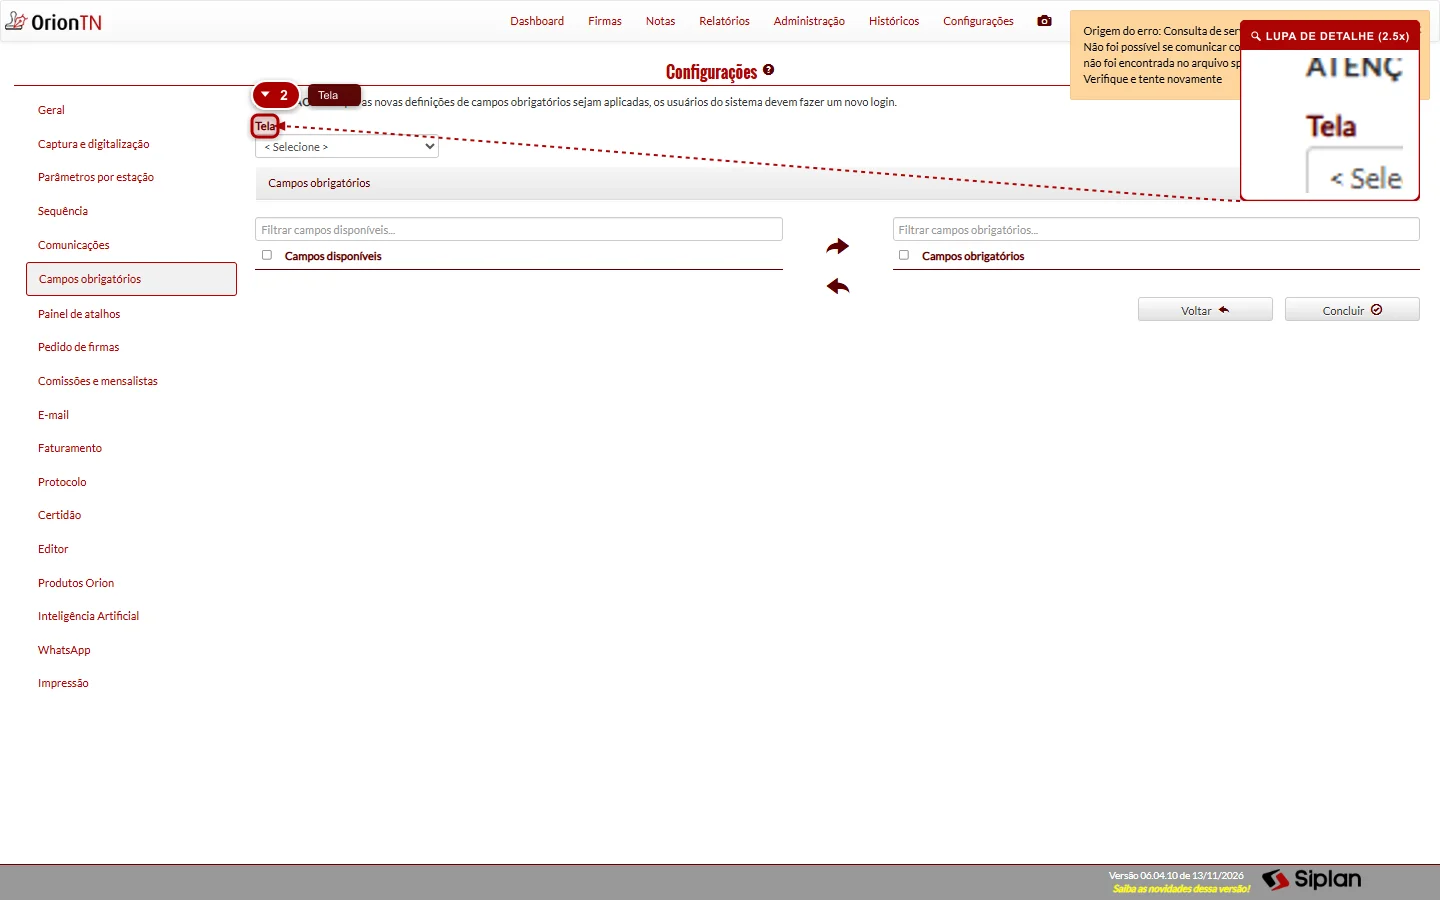 OrionTN
Dashboard
Firmas
Notas
Relatórios
Administração
Históricos
Configurações
Origem do erro: Consulta de ser
Não foi possível se comunicar co
não foi encontrada no arquivo sp
Verifique e tente novamente
LUPA DE DETALHE (2.5x)
ATENÇ
Tela
< Sele
Configurações
2
Tela
as novas definições de campos obrigatórios sejam aplicadas, os usuários do sistema devem fazer um novo login.
Tela
< Selecione >
Campos obrigatórios
Filtrar campos disponíveis...
Campos disponíveis
Filtrar campos obrigatórios...
Campos obrigatórios
Voltar
Concluir
Geral
Captura e digitalização
Parâmetros por estação
Sequência
Comunicações
Campos obrigatórios
Painel de atalhos
Pedido de firmas
Comissões e mensalistas
E-mail
Faturamento
Protocolo
Certidão
Editor
Produtos Orion
Inteligência Artificial
WhatsApp
Impressão
Versão 06.04.10 de 13/11/2026
Saiba as novidades dessa versão!
Siplan